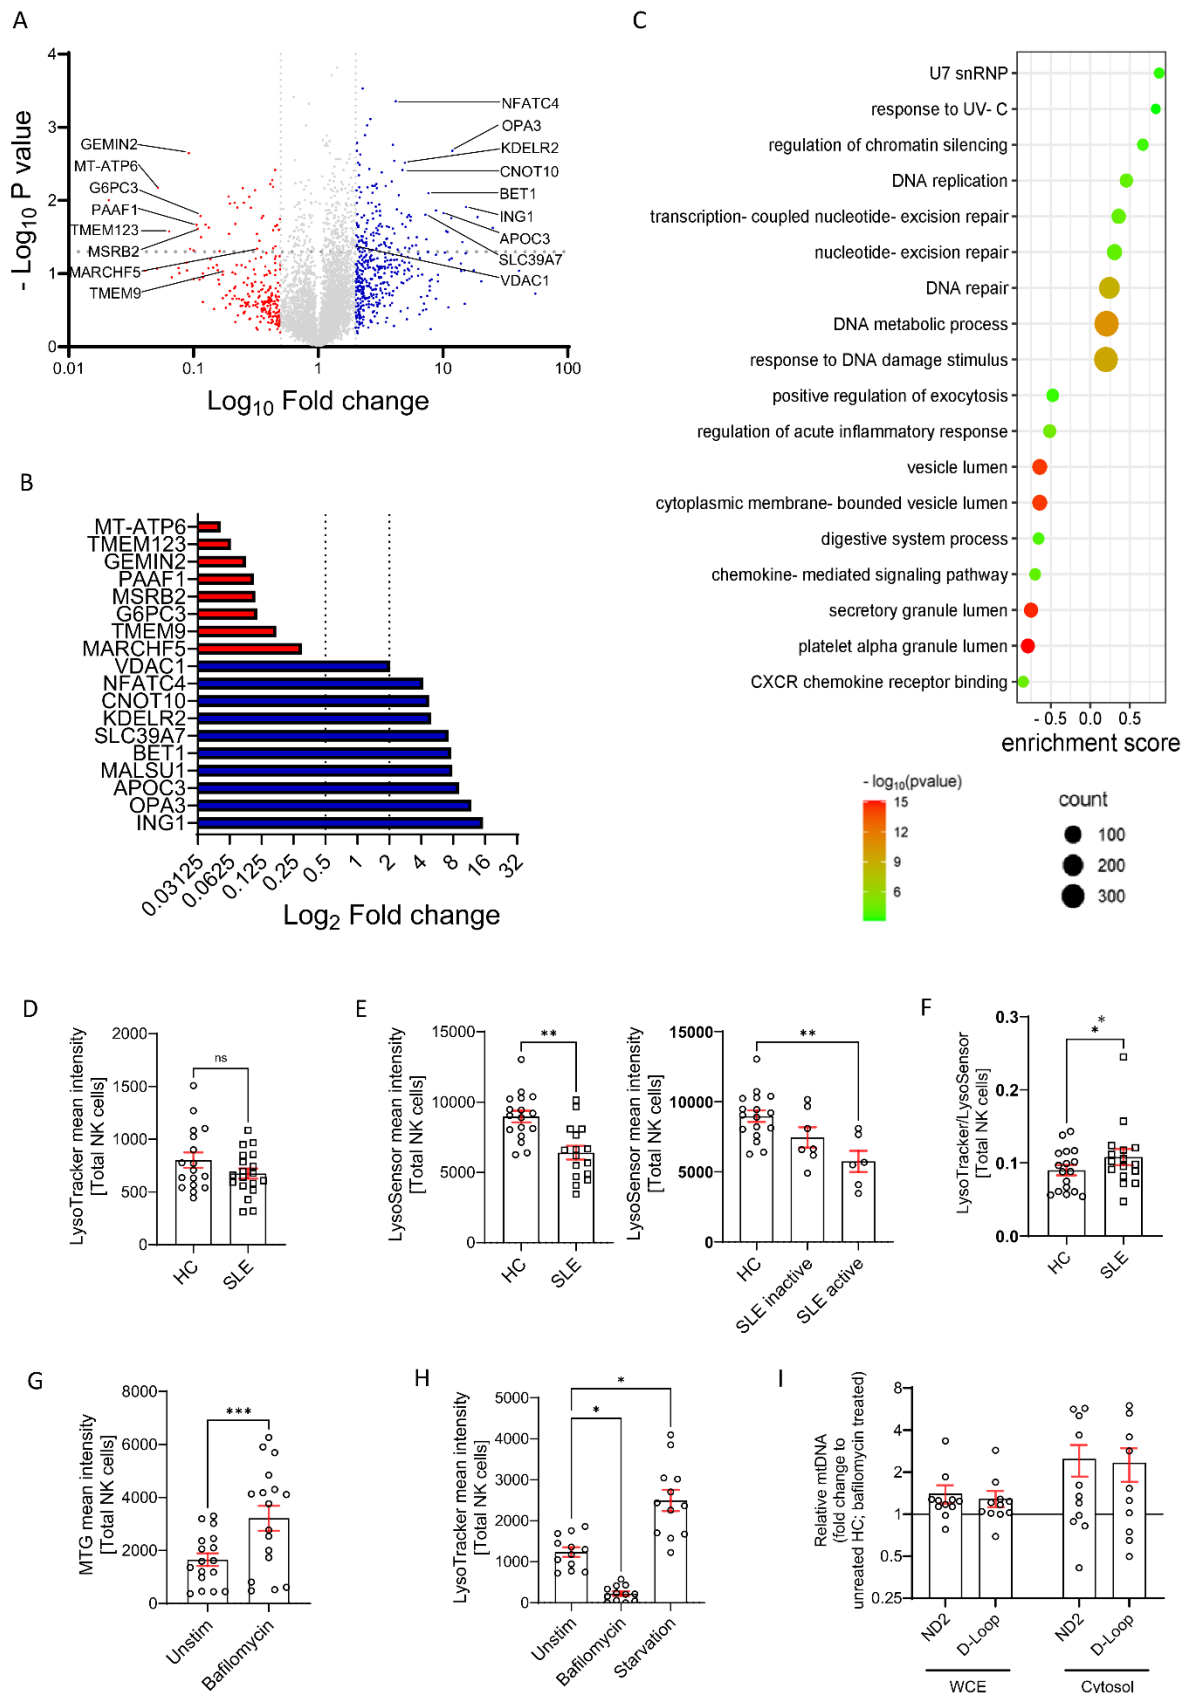 A
- Log10 P value
4
3
2
1
0
0.01
0.1
1
10
100
Log10 Fold change
GEMIN2
MT-ATP6
G6PC3
PAAF1
TMEM123
MSRB2
MARCHF5
TMEM9
NFATC4
OPA3
KDELR2
CNOT10
BET1
ING1
APOC3
SLC39A7
VDAC1
B
MT-ATP6
TMEM123
GEMIN2
PAAF1
MSRB2
G6PC3
TMEM9
MARCHF5
VDAC1
NFATC4
CNOT10
KDELR2
SLC39A7
BET1
MALSU1
APOC3
OPA3
ING1
0.03125
0.0625
0.125
0.25
0.5
1
2
4
8
16
32
Log2 Fold change
C
U7 snRNP
response to UV- C
regulation of chromatin silencing
DNA replication
transcription- coupled nucleotide- excision repair
nucleotide- excision repair
DNA repair
DNA metabolic process
response to DNA damage stimulus
positive regulation of exocytosis
regulation of acute inflammatory response
vesicle lumen
cytoplasmic membrane- bounded vesicle lumen
digestive system process
chemokine- mediated signaling pathway
secretory granule lumen
platelet alpha granule lumen
CXCR chemokine receptor binding
- 0.5
0.0
0.5
enrichment score
- log10(pvalue)
15
12
9
6
count
100
200
300
D
LysoTracker mean intensity
[Total NK cells]
2000
1500
1000
500
0
ns
HC
SLE
E
LysoSensor mean intensity
[Total NK cells]
15000
10000
5000
0
**
HC
SLE
LysoSensor mean intensity
[Total NK cells]
15000
10000
5000
0
**
HC
SLE inactive
SLE active
F
LysoTracker/LysoSensor
[Total NK cells]
0.3
0.2
0.1
0.0
*
*
HC
SLE
G
MTG mean intensity
[Total NK cells]
8000
6000
4000
2000
0
***
Unstim
Bafilomycin
H
LysoTracker mean intensity
[Total NK cells]
5000
4000
3000
2000
1000
0
*
*
Unstim
Bafilomycin
Starvation
I
Relative mtDNA
(fold change to
unreated HC; bafilomycin treated)
8
4
2
1
0.5
0.25
ND2
D-Loop
ND2
D-Loop
WCE
Cytosol